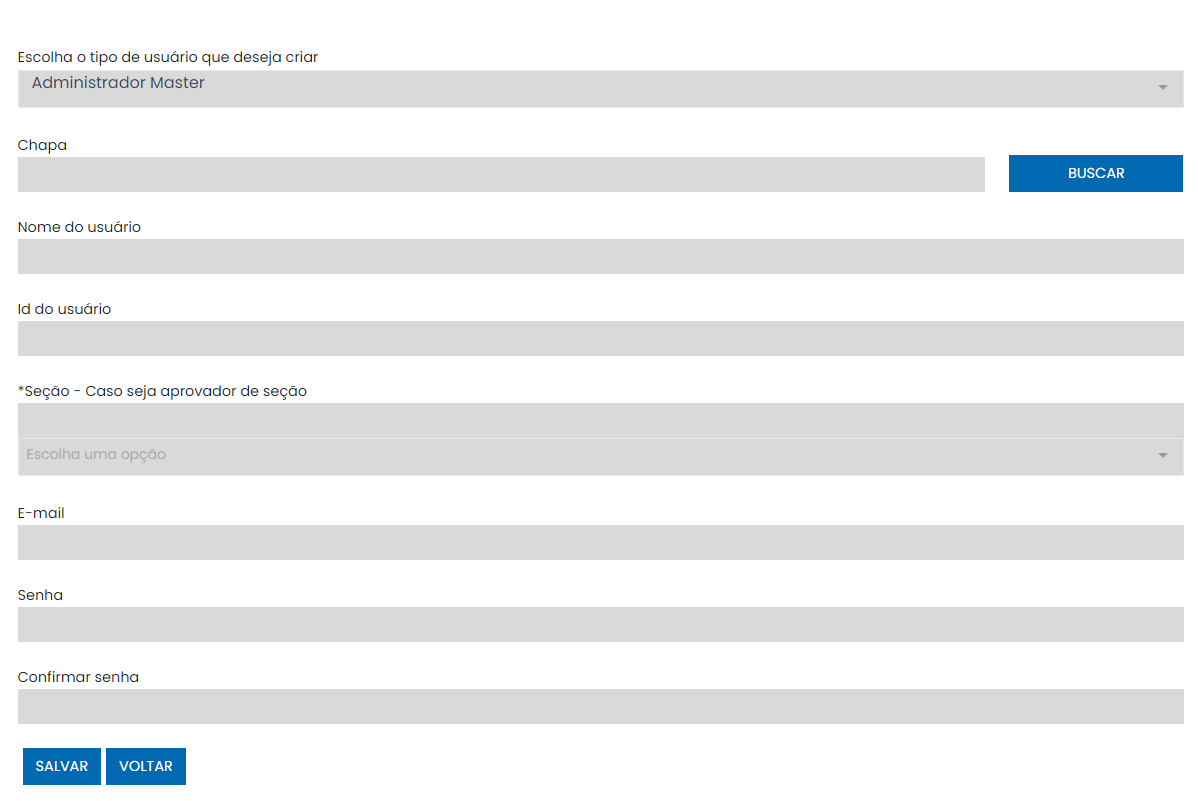 Escolha o tipo de usuário que deseja criar
Administrador Master
Chapa
BUSCAR
Nome do usuário
Id do usuário
*Seção - Caso seja aprovador de seção
Escolha uma opção
E-mail
Senha
Confirmar senha
SALVAR VOLTAR